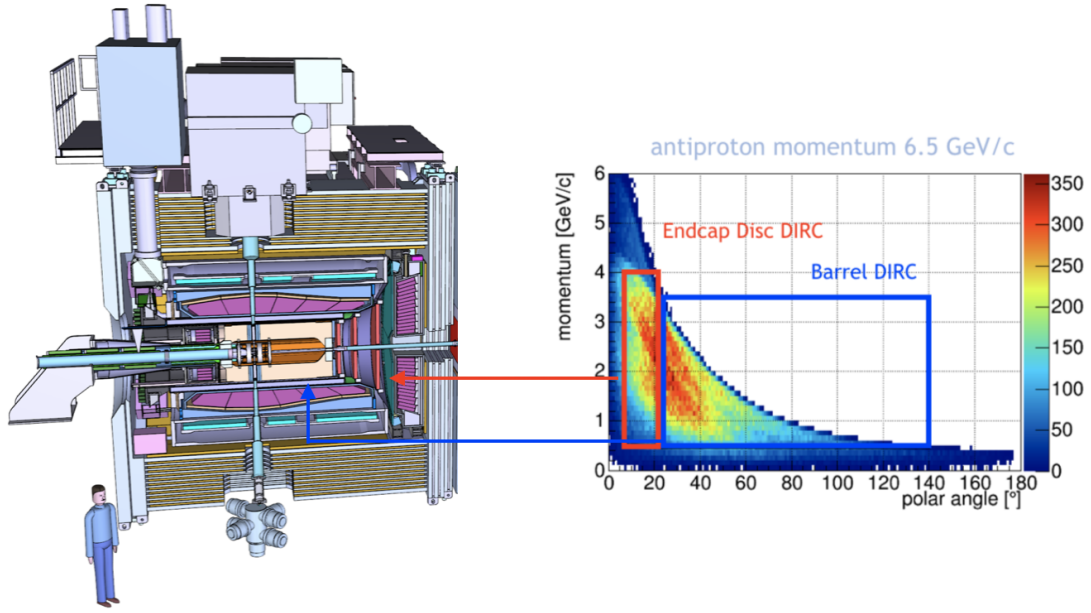 antiproton momentum 6.5 GeV/c
momentum [GeV/c]
6
5
4
3
2
1
0
Endcap Disc DIRC
Barrel DIRC
350
300
250
200
150
100
50
0
0 20 40 60 80 100 120 140 160 180
polar angle [°]